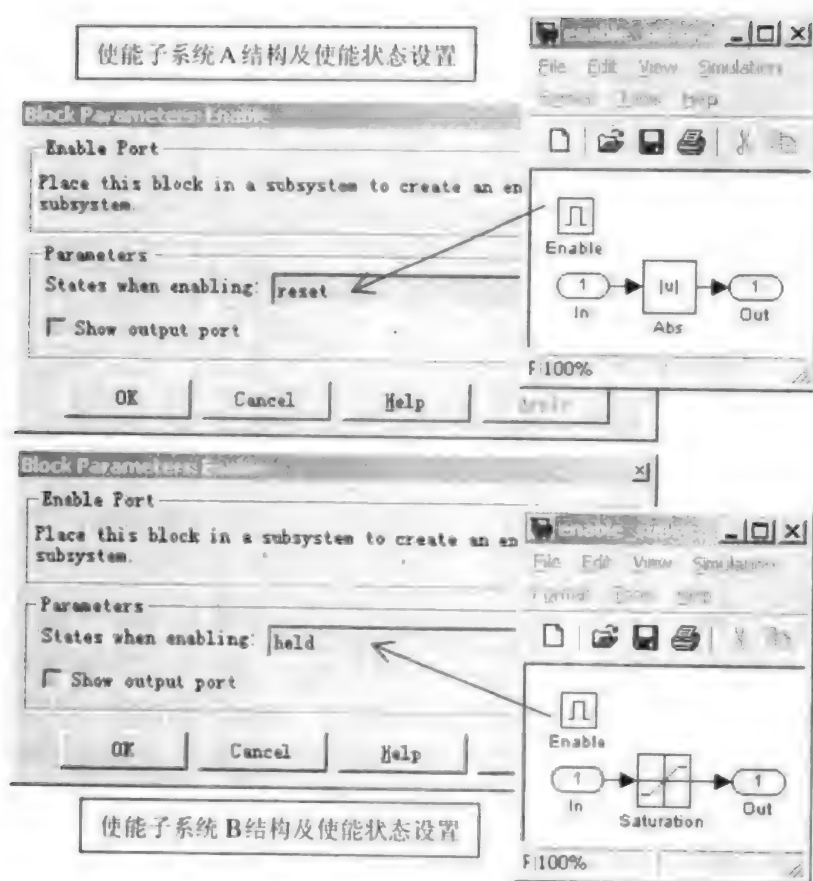 使能子系统A结构及使能状态设置
Block Parameters: Enable
Enable Port
Place this block in a subsystem to create an en
subsystem.
Parameters
States when enabling: reset
Show output port
OK Cancel Help
File Edit View Simulation
Help
Enable
1 |u| 1
In Abs Out
100%
Block Parameters:
Enable Port
Place this block in a subsystem to create an en
subsystem.
Parameters
States when enabling: held
Show output port
OK Cancel Help
File Edit View Simulation
Format Help
Enable
1 1
In Saturation Out
100%
使能子系统B结构及使能状态设置